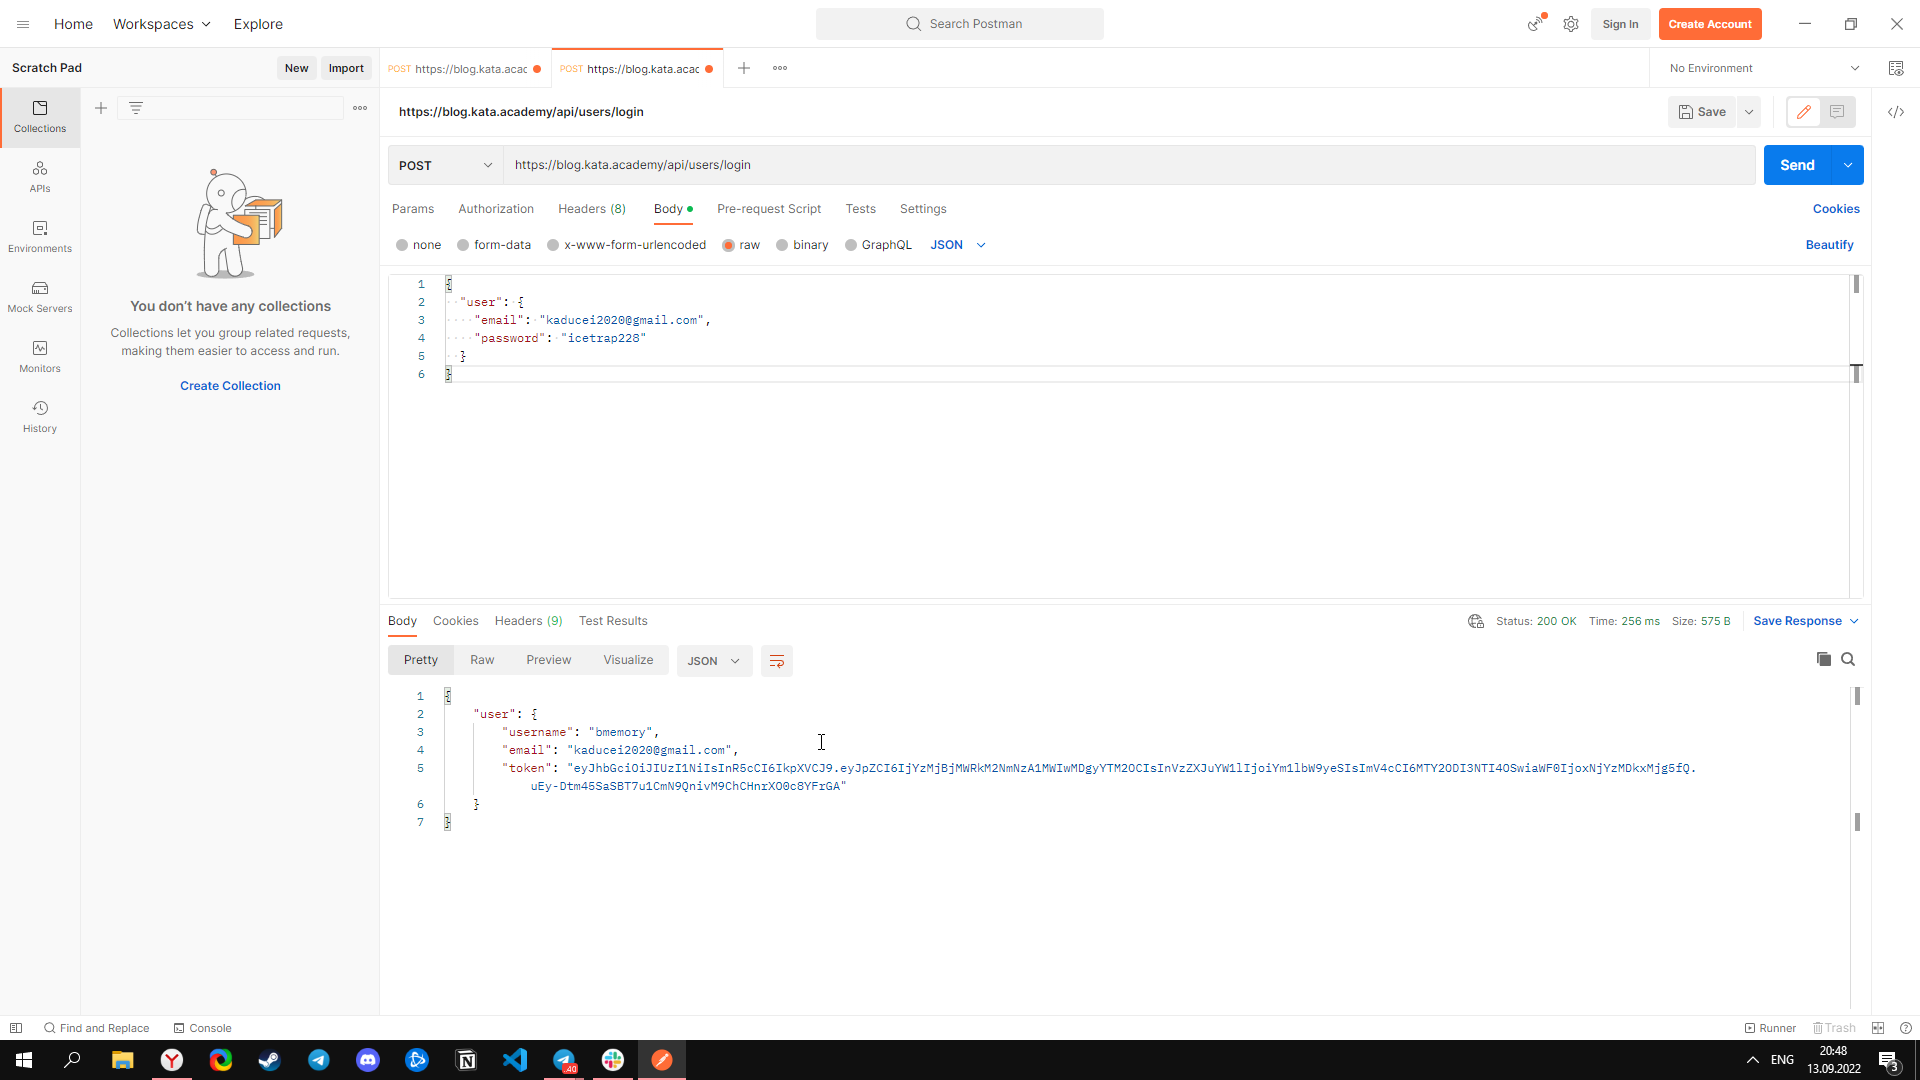 Home Workspaces Explore Search Postman Sign In Create Account
Scratch Pad New Import POST https://blog.kata.acac POST https://blog.kata.acac No Environment
Collections
APIs
Environments
Mock Servers
Monitors
History
You don't have any collections
Collections let you group related requests,
making them easier to access and run.
Create Collection
https://blog.kata.academy/api/users/login Save
POST https://blog.kata.academy/api/users/login Send
Params Authorization Headers (8) Body Pre-request Script Tests Settings Cookies
none form-data x-www-form-urlencoded raw binary GraphQL JSON Beautify
1 {
2 "user": {
3 "email": "kaducei2020@gmail.com",
4 "password": "icetrap228"
5 }
6 }
Body Cookies Headers (9) Test Results Status: 200 OK Time: 256 ms Size: 575 B Save Response
Pretty Raw Preview Visualize JSON
1 {
2 "user": {
3 "username": "bmemory",
4 "email": "kaducei2020@gmail.com",
5 "token": "eyJhbGciOiJIUzI1NiIsInR5cCI6IkpXVCJ9.eyJpZCI6IjYzMjBjMWRkM2NmNzA1MWIwMDgyYTM2OCIsInVzZXJuYW1lIjoiYm1lbW9yeSIsImV4cCI6MTY2ODI3NTI4OSwiaWF0IjoxNjYzMDkxMjg5fQ.
uEy-Dtm45SaSBT7u1CmN9QnivM9ChCHnrXO0c8YFrGA"
6 }
7 }
Find and Replace Console Runner Trash
40 ENG 20:48
13.09.2022 3